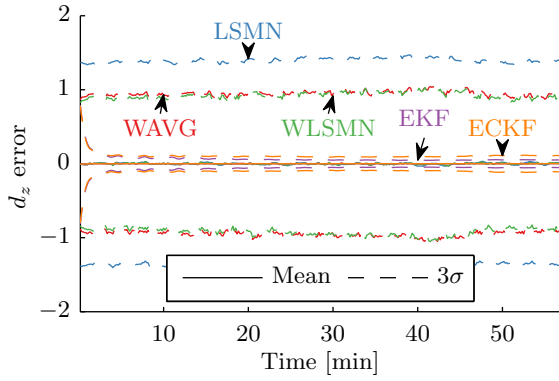 2
LSMN
1
WAVG
WLSMN
EKF
ECKF
0
d_z error
−1
Mean
3σ
−2
10
20
30
40
50
Time [min]